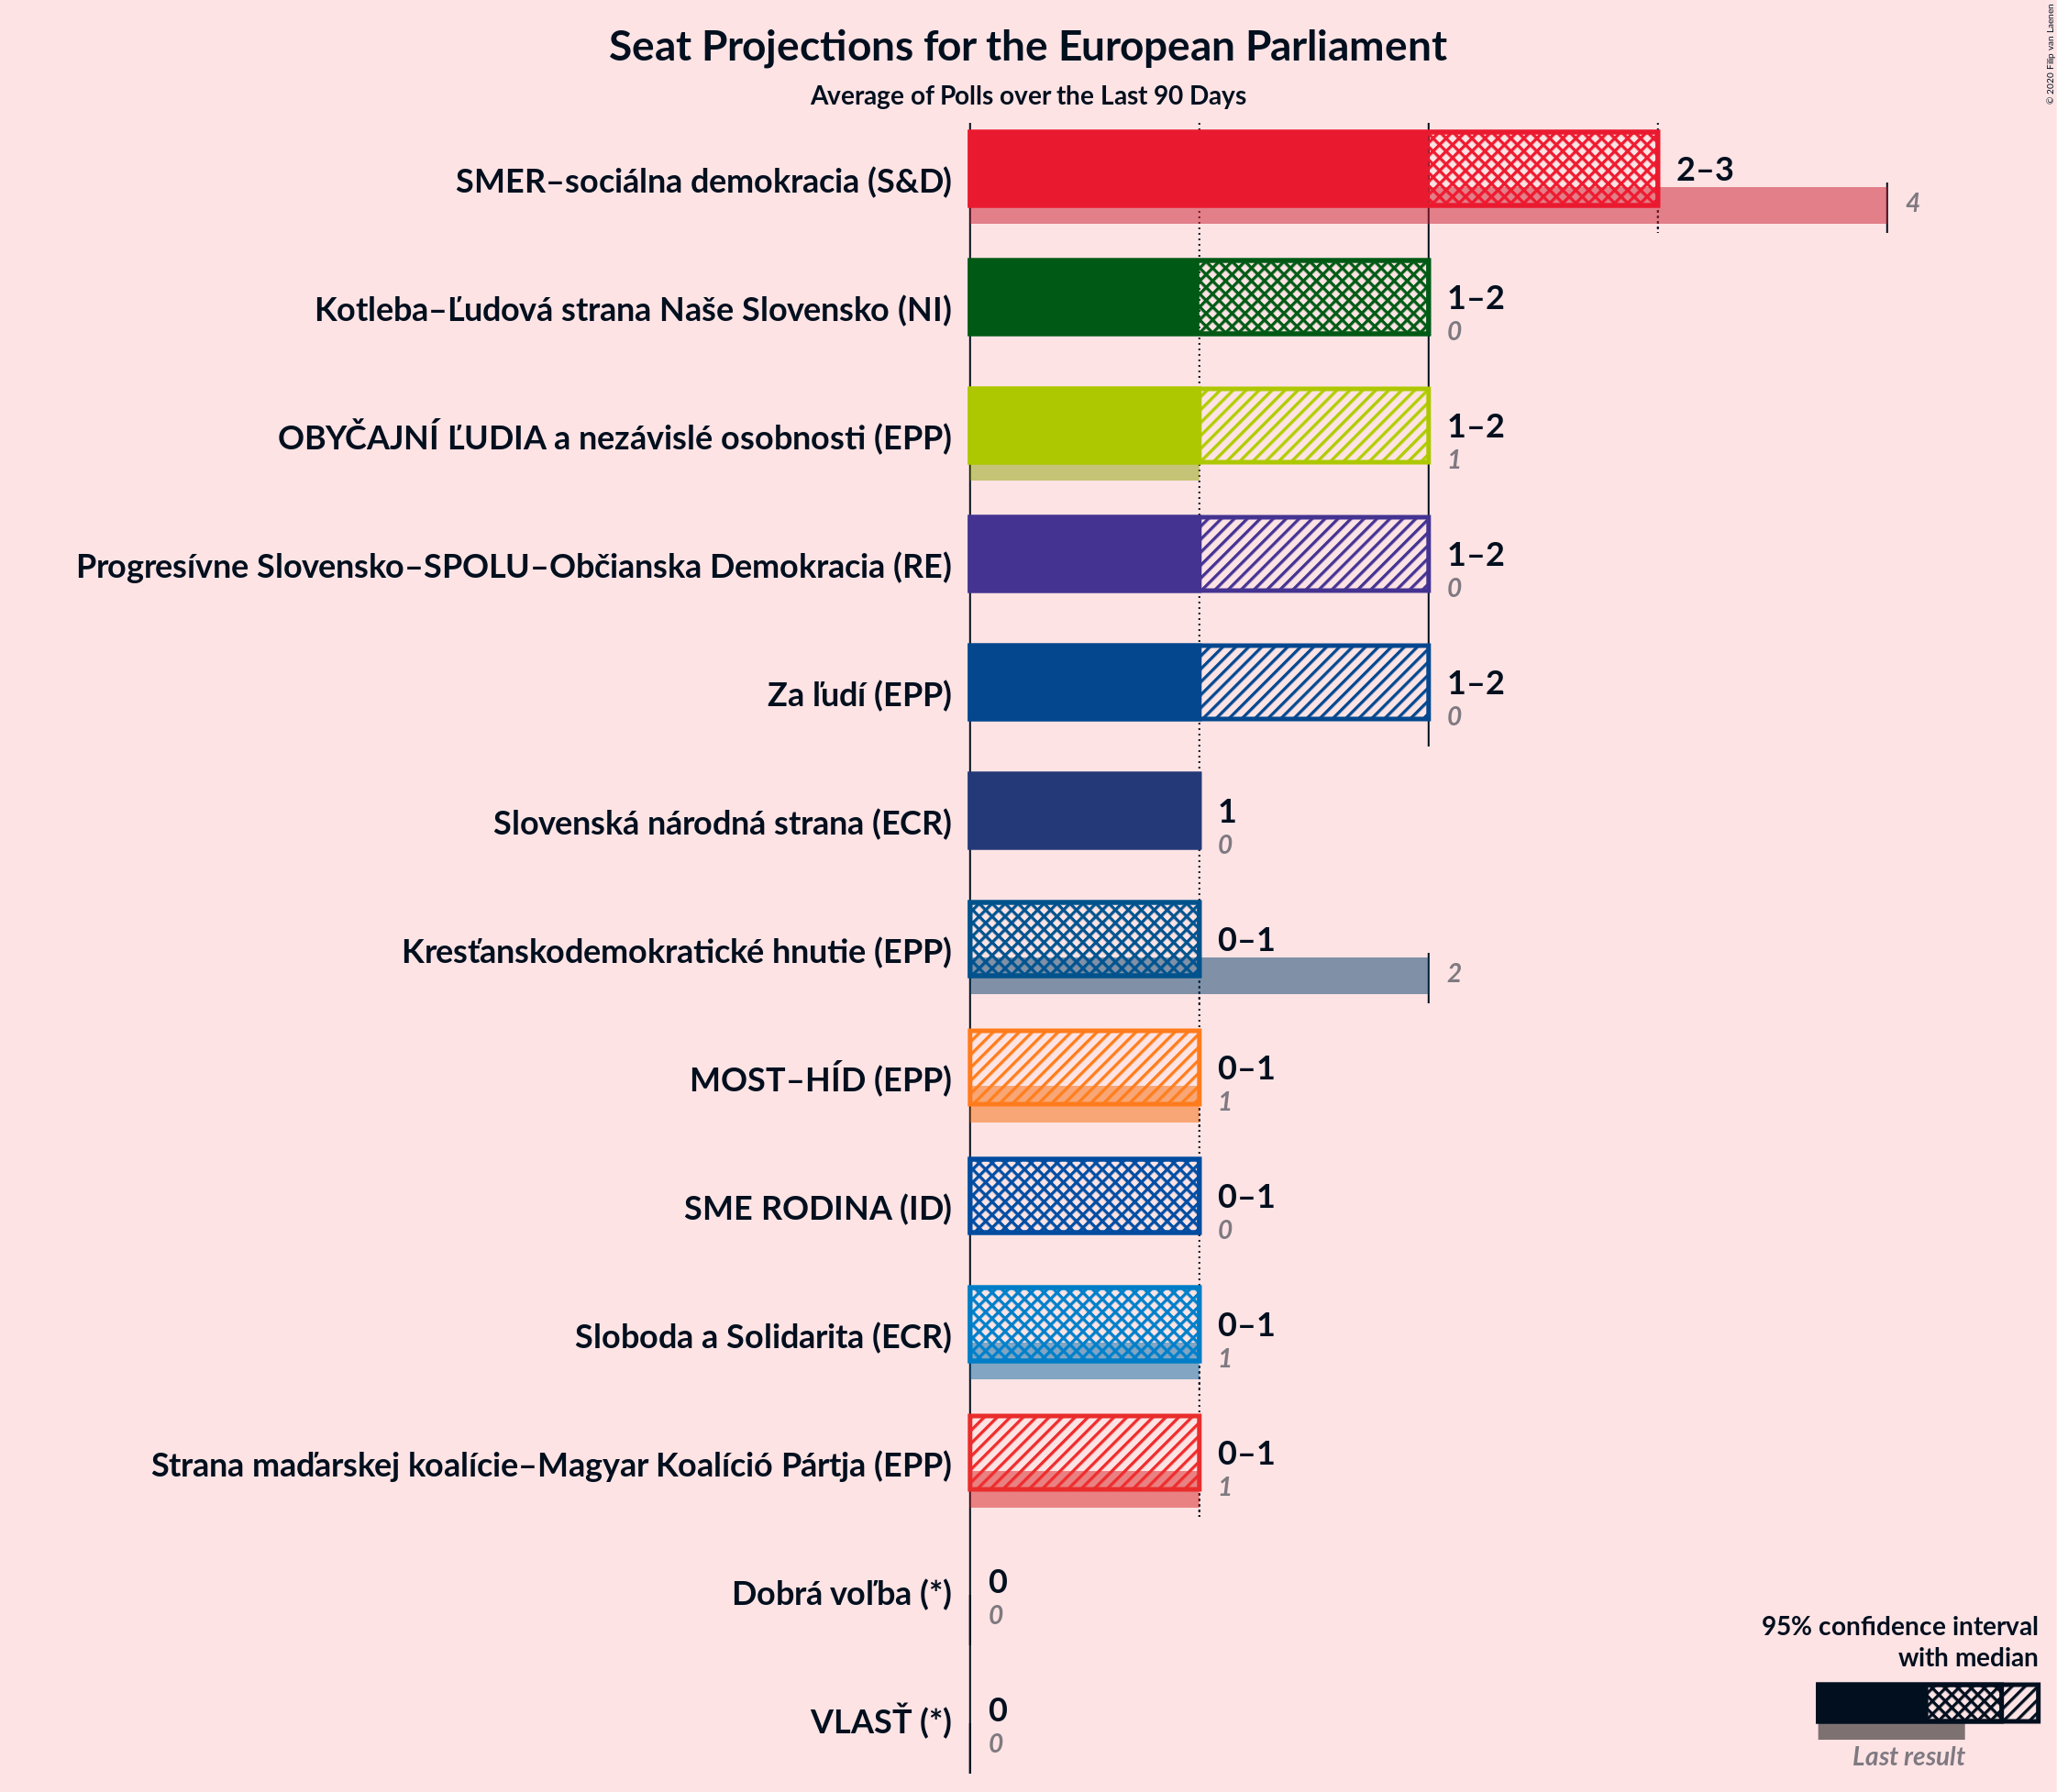 Seat Projections for the European Parliament
Average of Polls over the Last 90 Days
© 2020 Filip van Laenen
SMER–sociálna demokracia (S&D)
2–3
4
Kotleba–Ľudová strana Naše Slovensko (NI)
1–2
0
OBYČAJNÍ ĽUDIA a nezávislé osobnosti (EPP)
1–2
1
Progresívne Slovensko–SPOLU–Občianska Demokracia (RE)
1–2
0
Za ľudí (EPP)
1–2
0
Slovenská národná strana (ECR)
1
0
Kresťanskodemokratické hnutie (EPP)
0–1
2
MOST–HÍD (EPP)
0–1
1
SME RODINA (ID)
0–1
0
Sloboda a Solidarita (ECR)
0–1
1
Strana maďarskej koalície–Magyar Koalíció Pártja (EPP)
0–1
1
Dobrá voľba (*)
0
0
VLASŤ (*)
0
0
95% confidence interval
with median
Last result